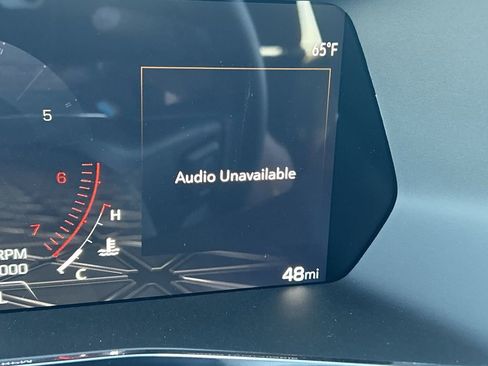 65°F
5
Audio Unavailable
6
H
7
RPM
000
C
48mi